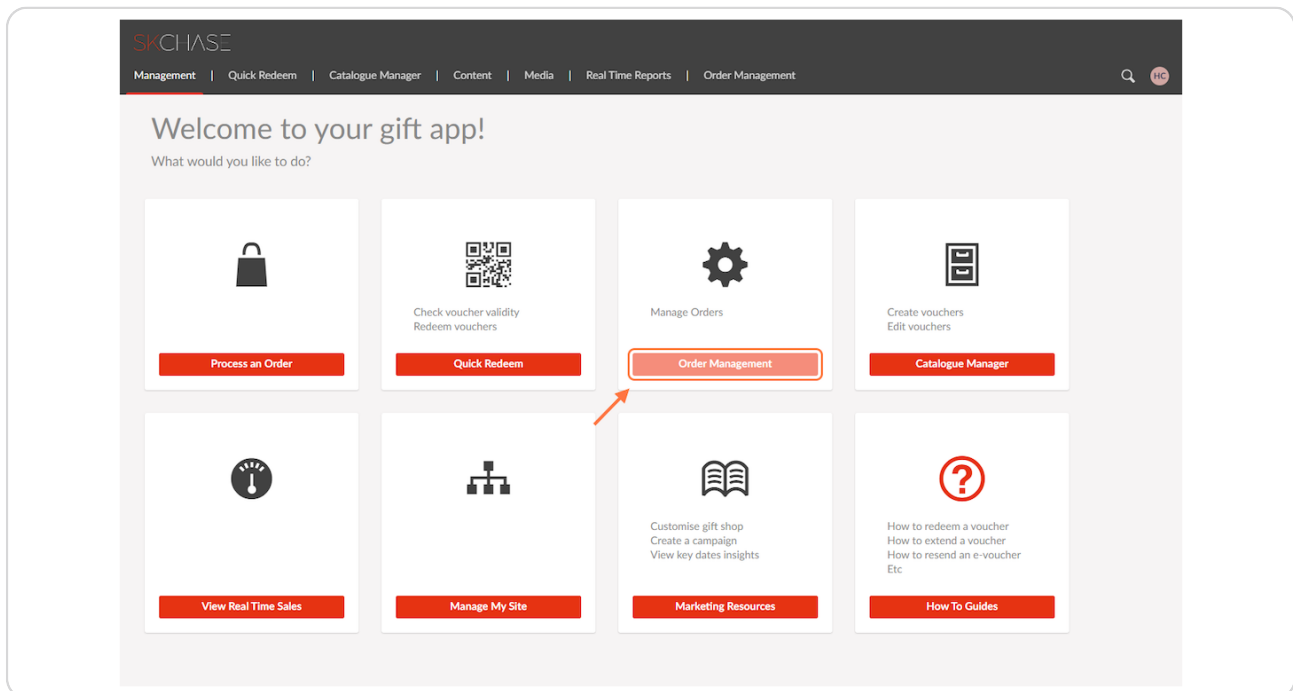 SKCHASE
Management | Quick Redeem | Catalogue Manager | Content | Media | Real Time Reports | Order Management
HC
Welcome to your gift app!
What would you like to do?
Process an Order
Check voucher validity
Redeem vouchers
Quick Redeem
Manage Orders
Order Management
Create vouchers
Edit vouchers
Catalogue Manager
View Real Time Sales
Manage My Site
Customise gift shop
Create a campaign
View key dates insights
Marketing Resources
?
How to redeem a voucher
How to extend a voucher
How to resend an e-voucher
Etc
How To Guides